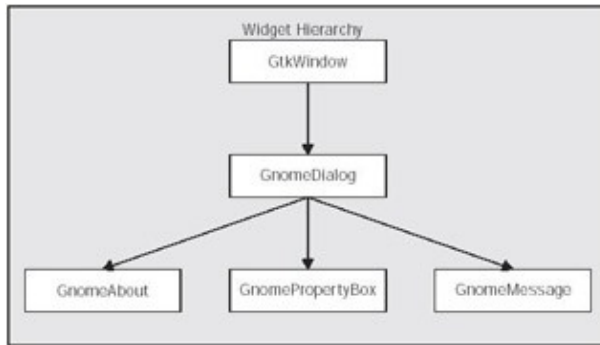 Widget Hierarchy
GtkWindow
GnomeDialog
GnomeAbout
GnomePropertyBox
GnomeMessage